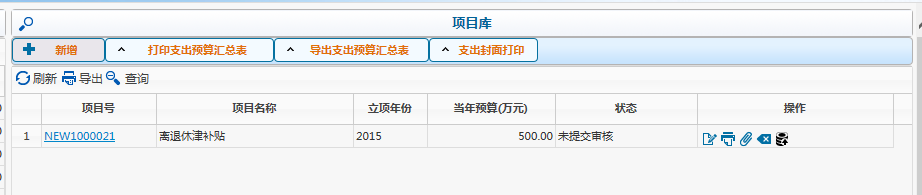 项目库
新增 打印支出预算汇总表 导出支出预算汇总表 支出封面打印
刷新 导出 查询
项目号 项目名称 立项年份 当年预算(万元) 状态 操作
1 NEW1000021 离退休津补贴 2015 500.00 未提交审核